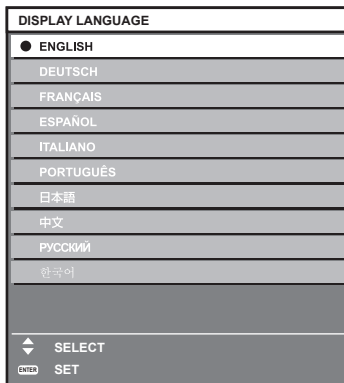 DISPLAY LANGUAGE
ENGLISH
DEUTSCH
FRANÇAIS
ESPAÑOL
ITALIANO
PORTUGUÊS
日本語
中文
РУССКИЙ
한국어
SELECT
ENTER SET